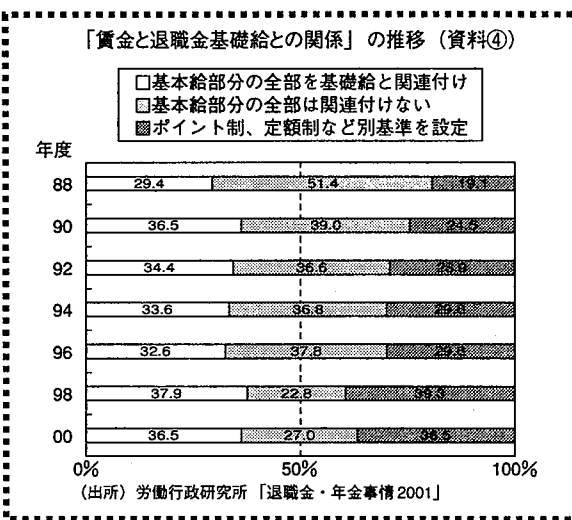 「賃金と退職金基礎給との関係」の推移（資料④）
□基本給部分の全部を基礎給と関連付け
基本給部分の全部は関連付けない
ポイント制、定額制など別基準を設定
年度
88 29.4 51.4 19.1
90 36.5 39.0 24.5
92 34.4 36.6
94 33.6 36.8
96 32.6 37.8
98 37.9 22.8 39.3
00 36.5 27.0 36.5
0% 50% 100%
（出所）労働行政研究所「退職金・年金事情2001」